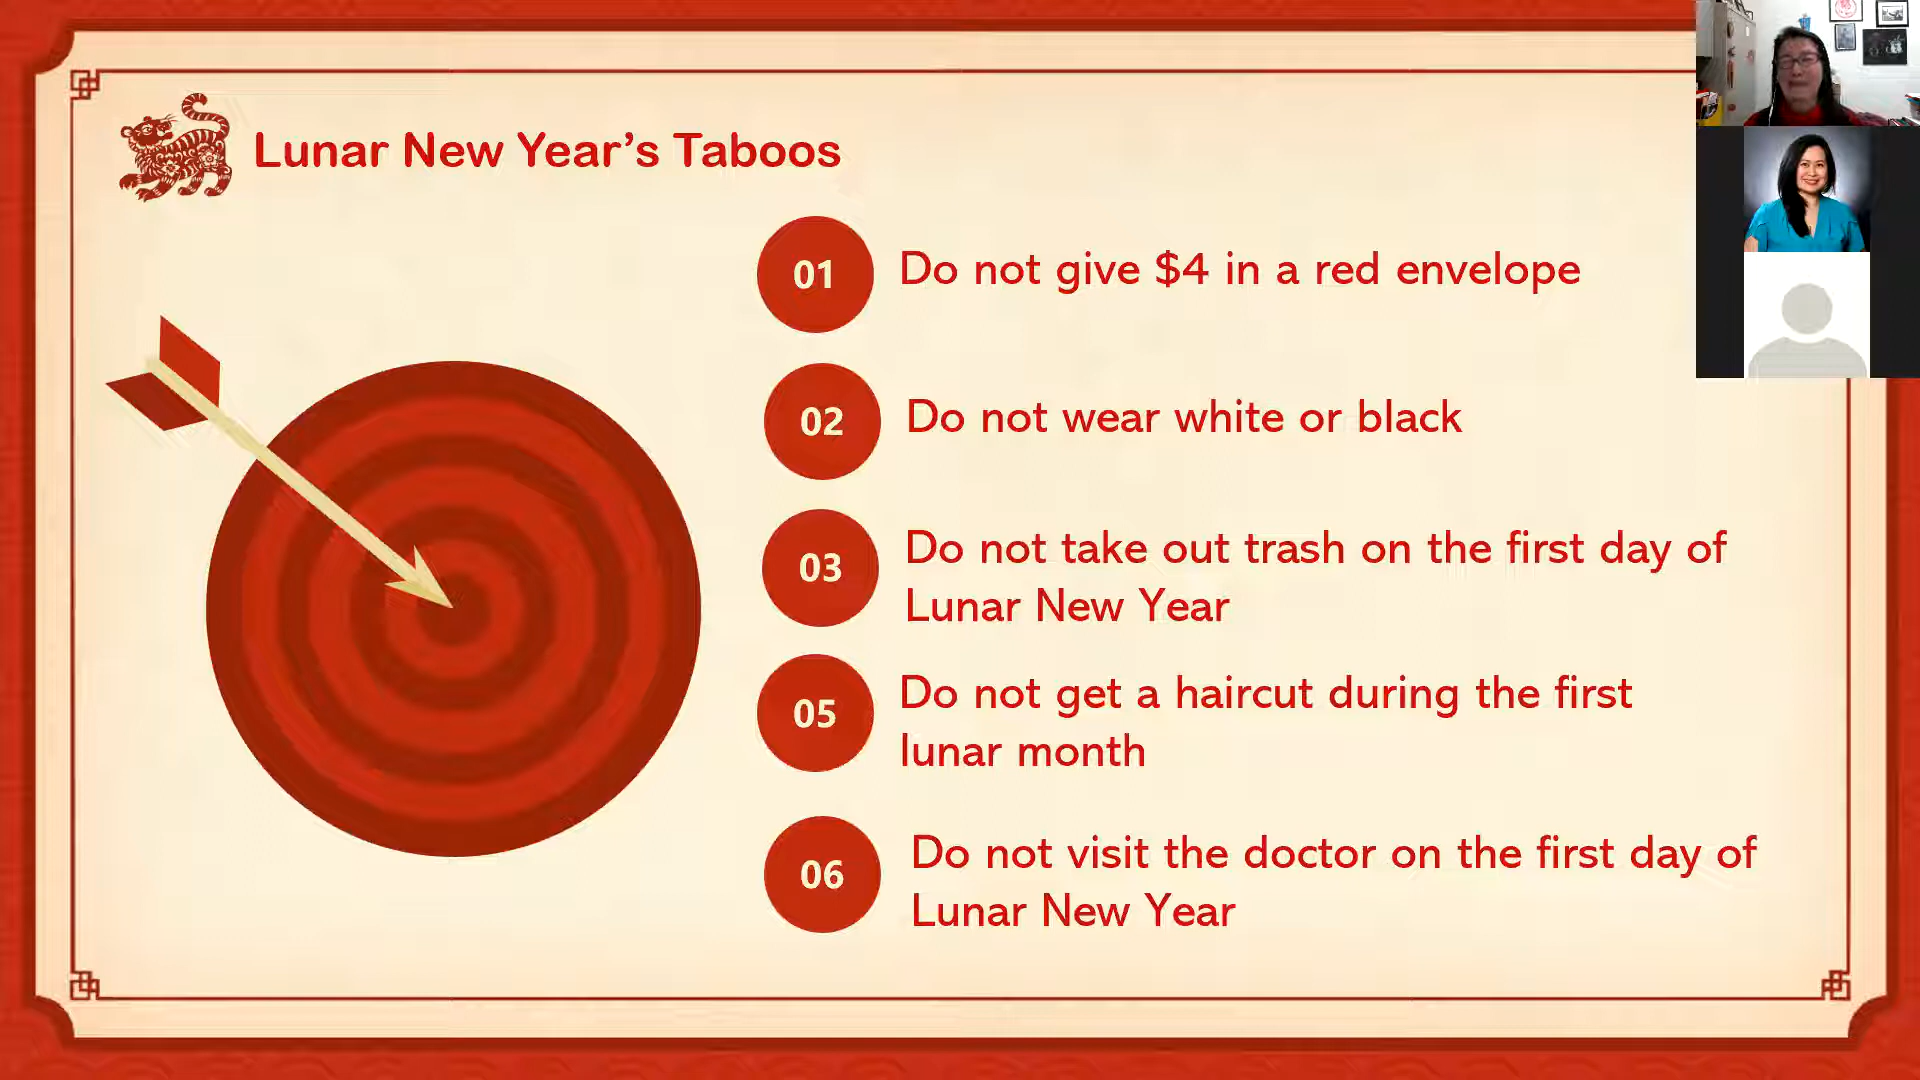 Lunar New Year’s Taboos
01
Do not give $4 in a red envelope
02
Do not wear white or black
03
Do not take out trash on the first day of
Lunar New Year
05
Do not get a haircut during the first
lunar month
06
Do not visit the doctor on the first day of
Lunar New Year